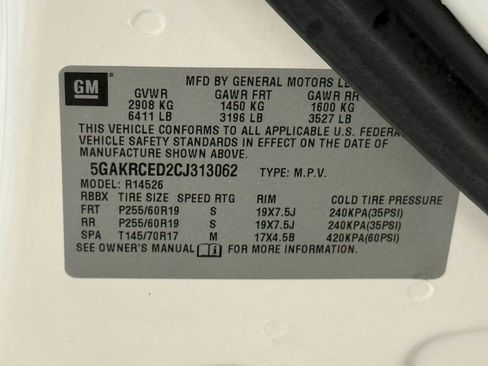 GM
MFD BY GENERAL MOTORS LL
GVWR GAWR FRT GAWR RR
2908 KG 1450 KG 1600 KG
6411 LB 3196 LB 3527 LB
THIS VEHICLE CONFORMS TO ALL APPLICABLE U.S. FEDERA
VEHICLE SAFETY STANDARDS IN EFFECT ON THE DATE OF
MANUFACTURE SHOWN ABOVE.
5GAKRCED2CJ313062 TYPE: M.P.V.
MODEL: R14526
RBBX TIRE SIZE SPEED RTG RIM COLD TIRE PRESSURE
FRT P255/60R19 S 19X7.5J 240KPA(35PSI)
RR P255/60R19 S 19X7.5J 240KPA(35PSI)
SPA T145/70R17 M 17X4.5B 420KPA(60PSI)
SEE OWNER'S MANUAL FOR MORE INFORMATION.